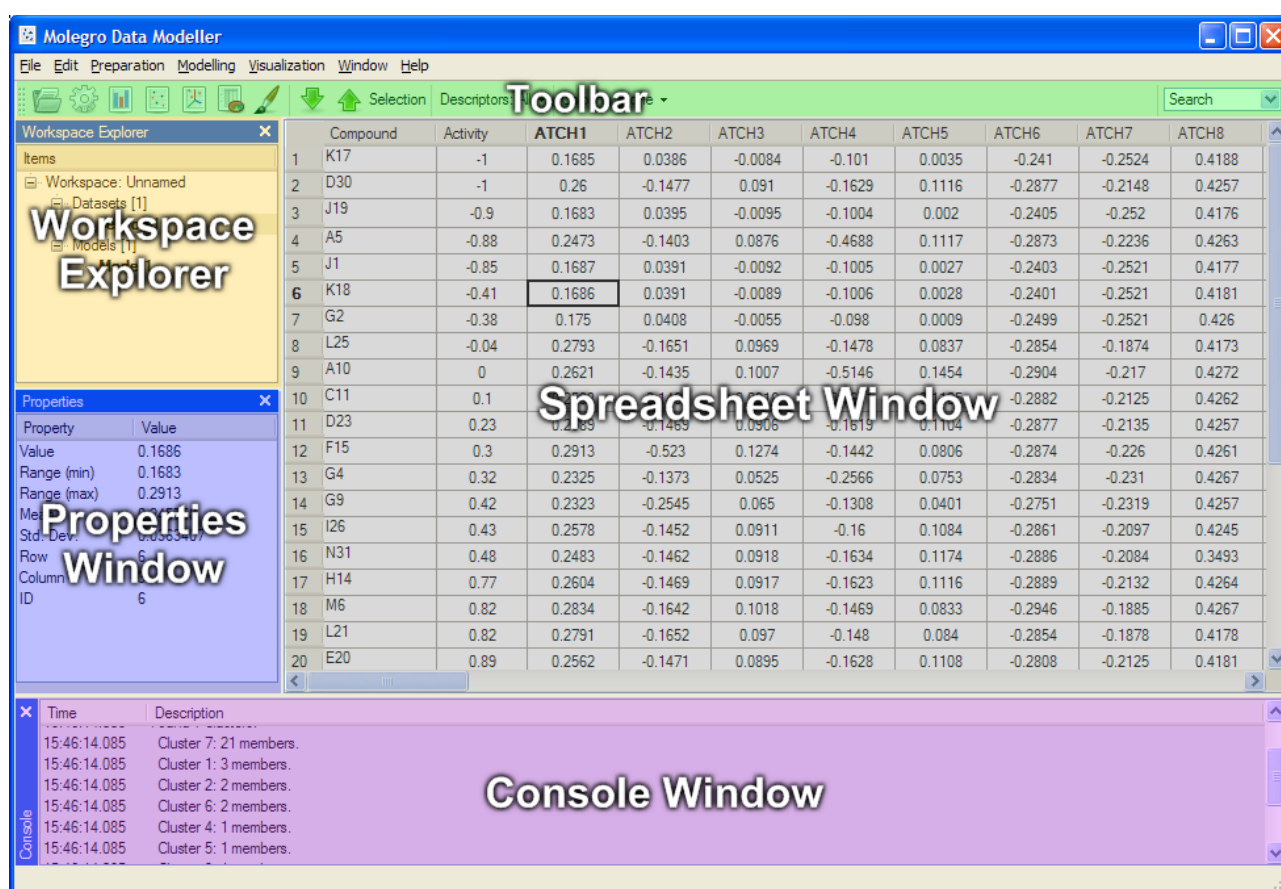 Molegro Data Modeller
File Edit Preparation Modelling Visualization Window Help
Selection Descriptors: Toolbar Search
Workspace Explorer
Items
Workspace: Unnamed
Datasets [1]
Models [1]
Workspace
Explorer
Properties
Property Value
Value 0.1686
Range (min) 0.1683
Range (max) 0.2913
Std. Dev.
Row 6
Column
ID 6
Properties
Window
Compound Activity ATCH1 ATCH2 ATCH3 ATCH4 ATCH5 ATCH6 ATCH7 ATCH8
1 K17 -1 0.1685 0.0386 -0.0084 -0.101 0.0035 -0.241 -0.2524 0.4188
2 D30 -1 0.26 -0.1477 0.091 -0.1629 0.1116 -0.2877 -0.2148 0.4257
3 J19 -0.9 0.1683 0.0395 -0.0095 -0.1004 0.002 -0.2405 -0.252 0.4176
4 A5 -0.88 0.2473 -0.1403 0.0876 -0.4688 0.1117 -0.2873 -0.2236 0.4263
5 J1 -0.85 0.1687 0.0391 -0.0092 -0.1005 0.0027 -0.2403 -0.2521 0.4177
6 K18 -0.41 0.1686 0.0391 -0.0089 -0.1006 0.0028 -0.2401 -0.2521 0.4181
7 G2 -0.38 0.175 0.0408 -0.0055 -0.098 0.0009 -0.2499 -0.2521 0.426
8 L25 -0.04 0.2793 -0.1651 0.0969 -0.1478 0.0837 -0.2854 -0.1874 0.4173
9 A10 0 0.2621 -0.1435 0.1007 -0.5146 0.1454 -0.2904 -0.217 0.4272
10 C11 0.1 -0.2882 -0.2125 0.4262
Spreadsheet Window
11 D23 0.23 -0.1469 0.0906 -0.1619 0.1104 -0.2877 -0.2135 0.4257
12 F15 0.3 0.2913 -0.523 0.1274 -0.1442 0.0806 -0.2874 -0.226 0.4261
13 G4 0.32 0.2325 -0.1373 0.0525 -0.2566 0.0753 -0.2834 -0.231 0.4267
14 G9 0.42 0.2323 -0.2545 0.065 -0.1308 0.0401 -0.2751 -0.2319 0.4257
15 I26 0.43 0.2578 -0.1452 0.0911 -0.16 0.1084 -0.2861 -0.2097 0.4245
16 N31 0.48 0.2483 -0.1462 0.0918 -0.1634 0.1174 -0.2886 -0.2084 0.3493
17 H14 0.77 0.2604 -0.1469 0.0917 -0.1623 0.1116 -0.2889 -0.2132 0.4264
18 M6 0.82 0.2834 -0.1642 0.1018 -0.1469 0.0833 -0.2946 -0.1885 0.4267
19 L21 0.82 0.2791 -0.1652 0.097 -0.148 0.084 -0.2854 -0.1878 0.4178
20 E20 0.89 0.2562 -0.1471 0.0895 -0.1628 0.1108 -0.2808 -0.2125 0.4181
Time Description
15:46:14.085 Cluster 7: 21 members.
15:46:14.085 Cluster 1: 3 members.
15:46:14.085 Cluster 2: 2 members.
15:46:14.085 Cluster 6: 2 members.
15:46:14.085 Cluster 4: 1 members.
15:46:14.085 Cluster 5: 1 members.
Console
Console Window